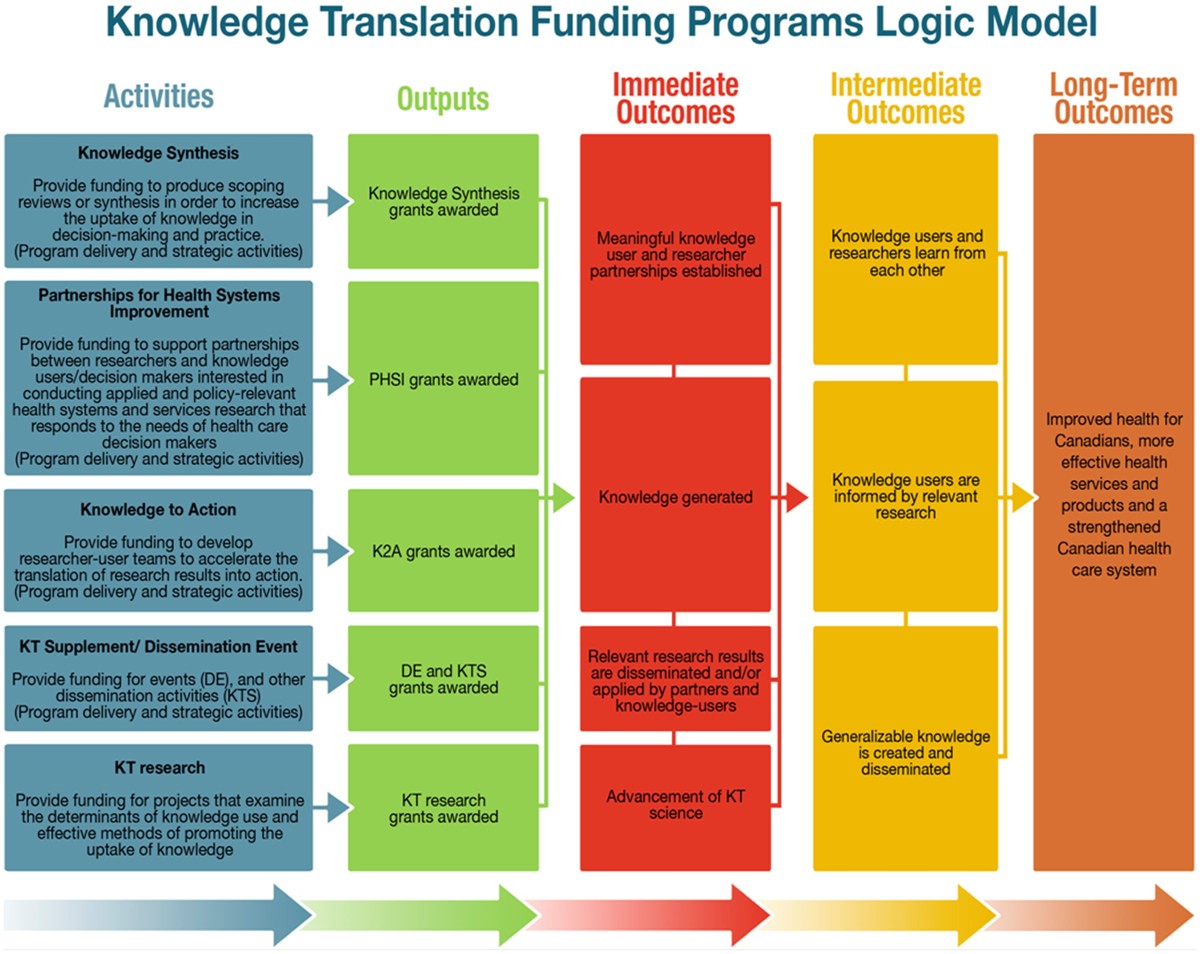 Knowledge Translation Funding Programs Logic Model
Activities
Outputs
Immediate
Outcomes
Intermediate
Outcomes
Long-Term
Outcomes
Knowledge Synthesis
Provide funding to produce scoping
reviews or synthesis in order to increase
the uptake of knowledge in
decision-making and practice.
(Program delivery and strategic activities)
Partnerships for Health Systems
Improvement
Provide funding to support partnerships
between researchers and knowledge
users/decision makers interested in
conducting applied and policy-relevant
health systems and services research that
responds to the needs of health care
decision makers
(Program delivery and strategic activities)
Knowledge to Action
Provide funding to develop
researcher-user teams to accelerate the
translation of research results into action.
(Program delivery and strategic activities)
KT Supplement/ Dissemination Event
Provide funding for events (DE), and other
dissemination activities (KTS)
(Program delivery and strategic activities)
KT research
Provide funding for projects that examine
the determinants of knowledge use and
effective methods of promoting the
uptake of knowledge
Knowledge Synthesis
grants awarded
PHSI grants awarded
K2A grants awarded
DE and KTS
grants awarded
KT research
grants awarded
Meaningful knowledge
user and researcher
partnerships established
Knowledge generated
Relevant research results
are disseminated and/or
applied by partners and
knowledge-users
Advancement of KT
science
Knowledge users and
researchers learn from
each other
Knowledge users are
informed by relevant
research
Generalizable knowledge
is created and
disseminated
Improved health for
Canadians, more
effective health
services and
products and a
strengthened
Canadian health
care system